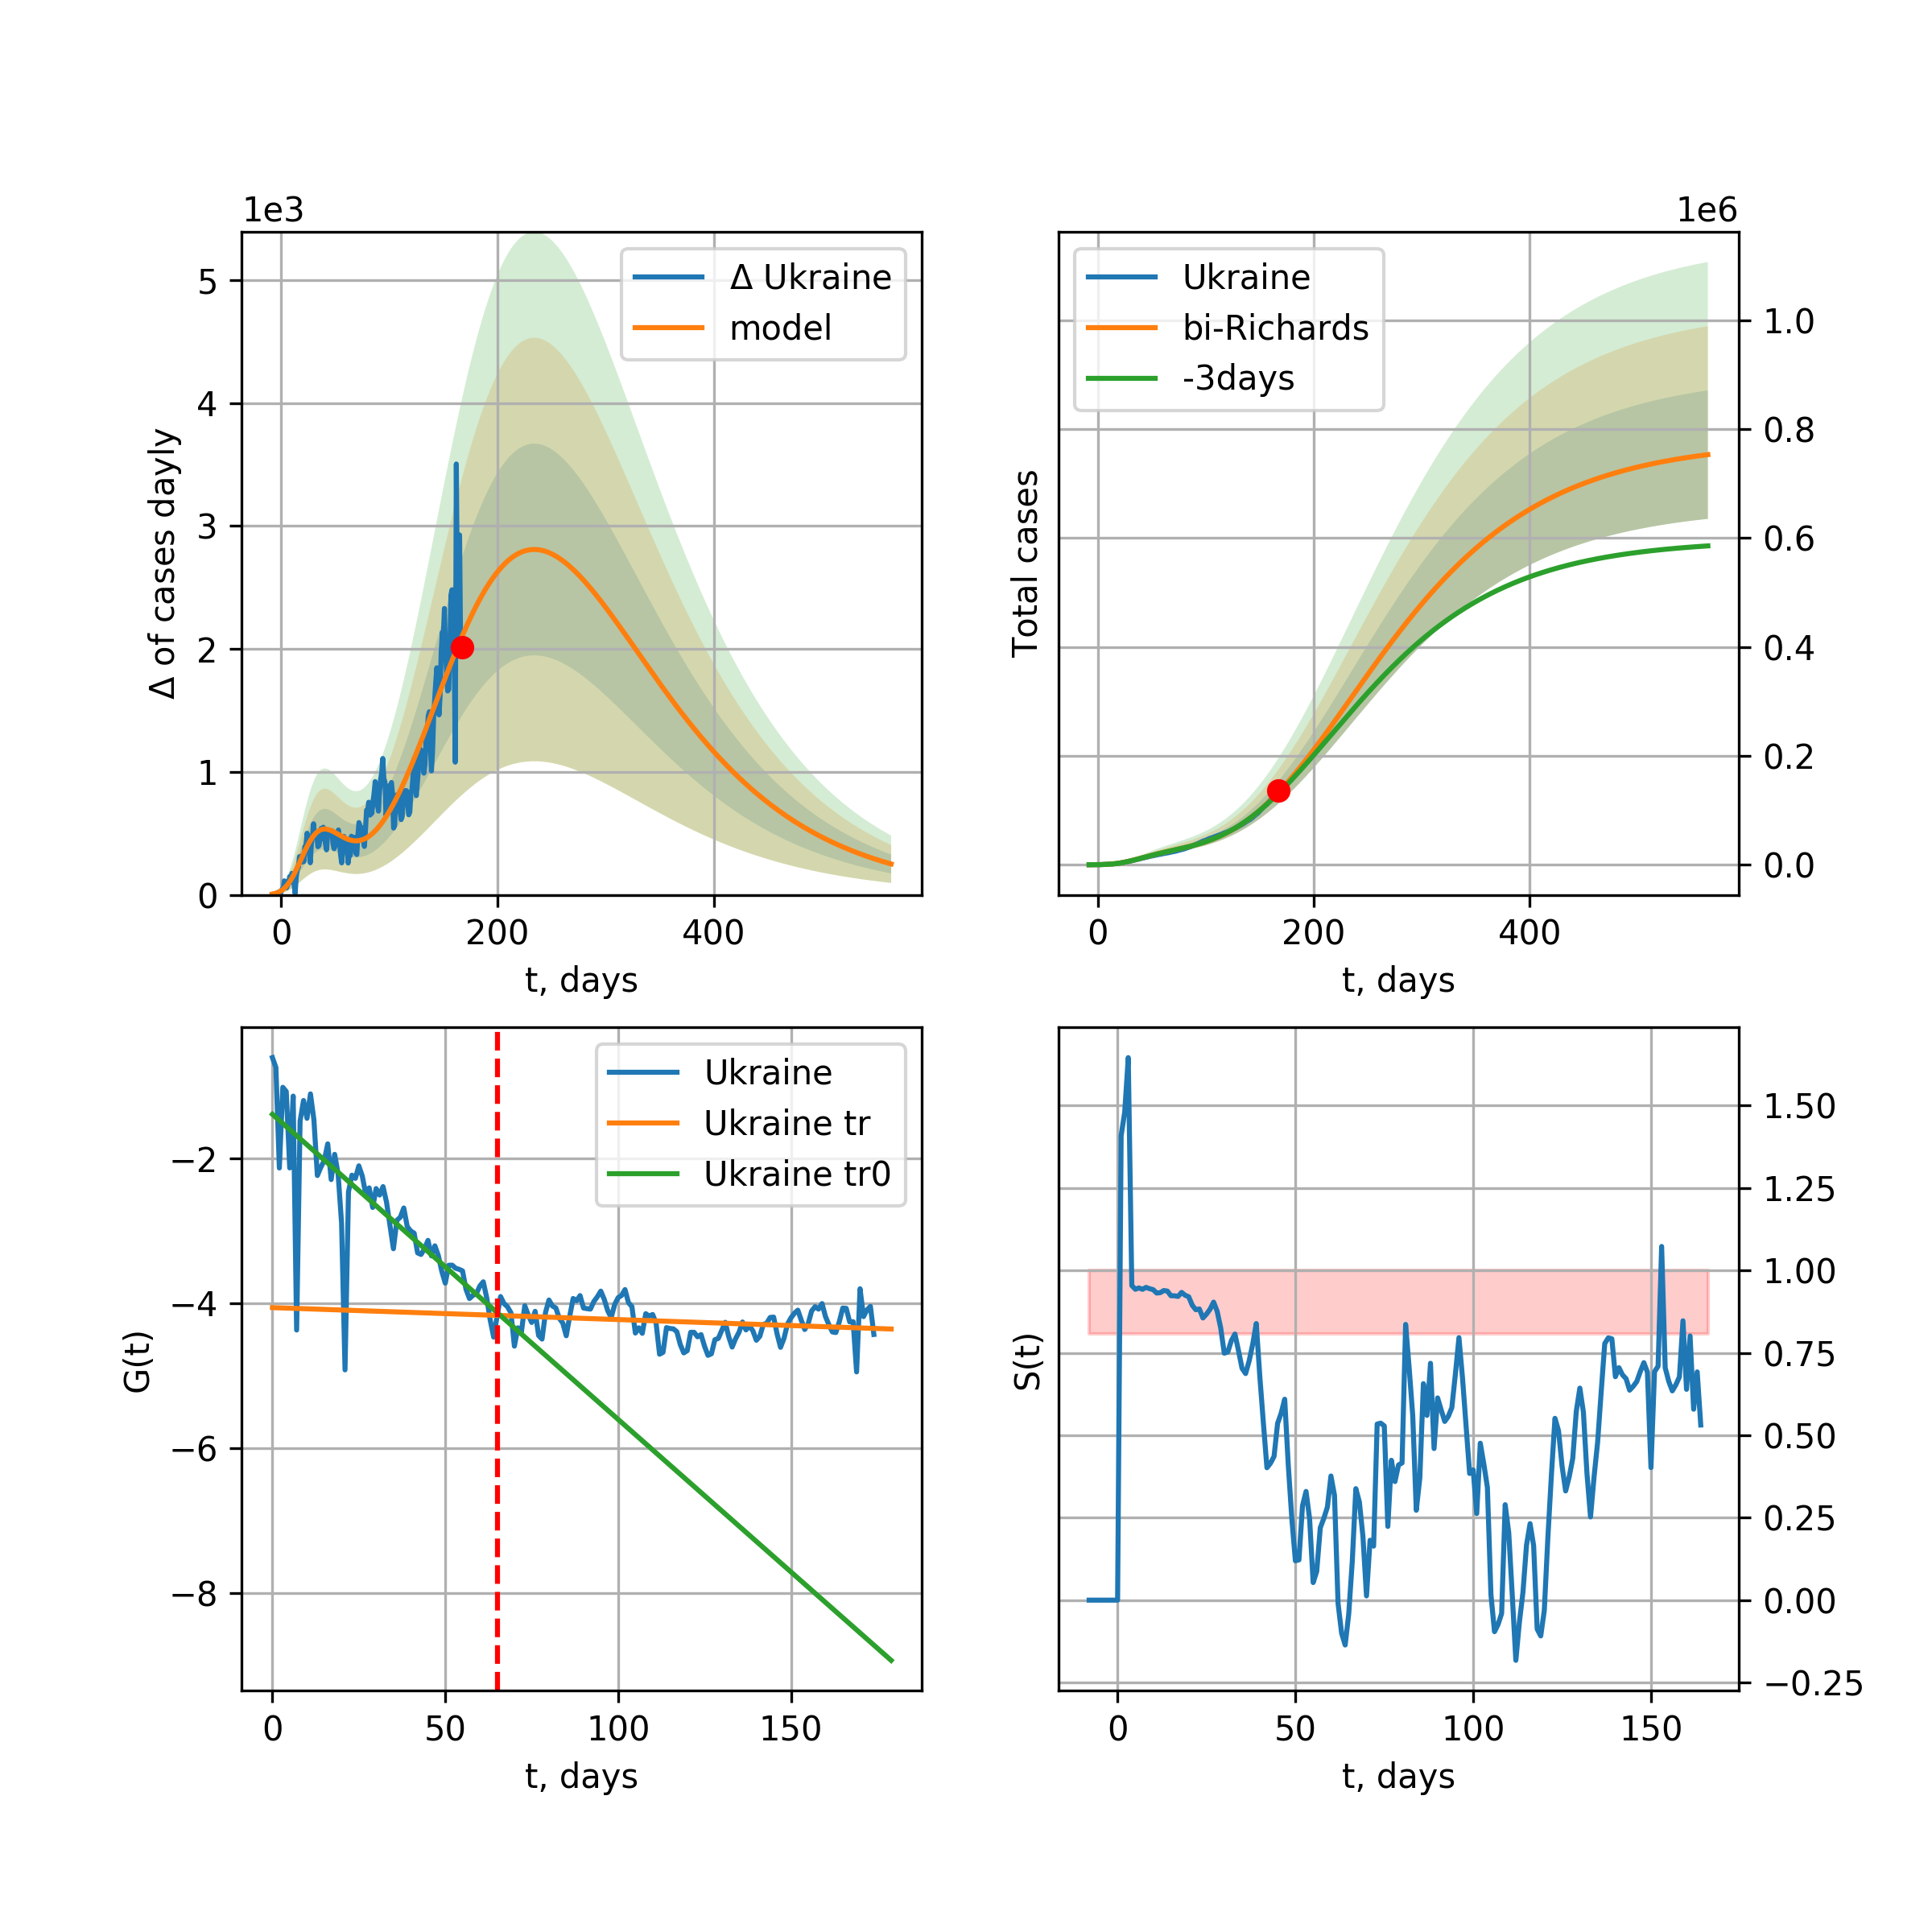 1e3
Δ of cases dayly
5
4
3
2
1
0
Δ Ukraine
model
0 200 400
t, days
1e6
Total cases
Ukraine
bi-Richards
-3days
1.0
0.8
0.6
0.4
0.2
0.0
0 200 400
t, days
G(t)
−2
−4
−6
−8
Ukraine
Ukraine tr
Ukraine tr0
0 50 100 150
t, days
S(t)
1.50
1.25
1.00
0.75
0.50
0.25
0.00
−0.25
0 50 100 150
t, days